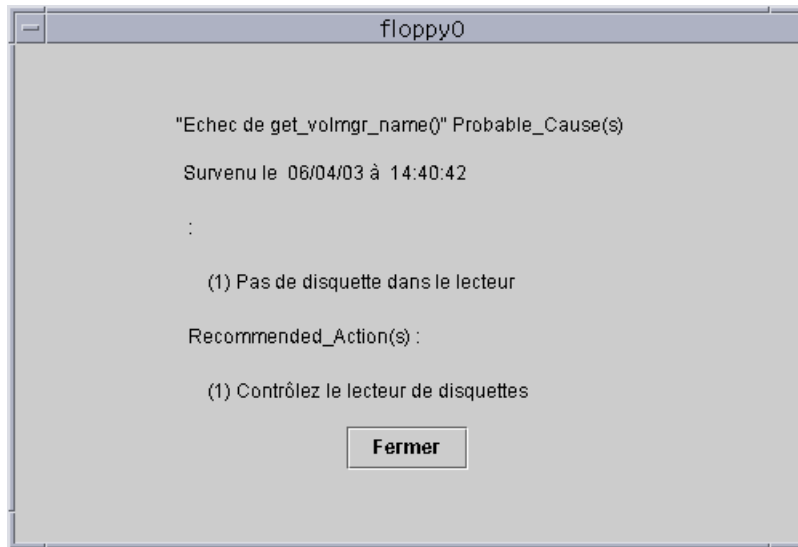 floppy0
"Echec de get_volmgr_name()" Probable_Cause(s)
Survenu le 06/04/03 à 14:40:42
:
(1) Pas de disquette dans le lecteur
Recommended_Action(s) :
(1) Contrôlez le lecteur de disquettes
Fermer